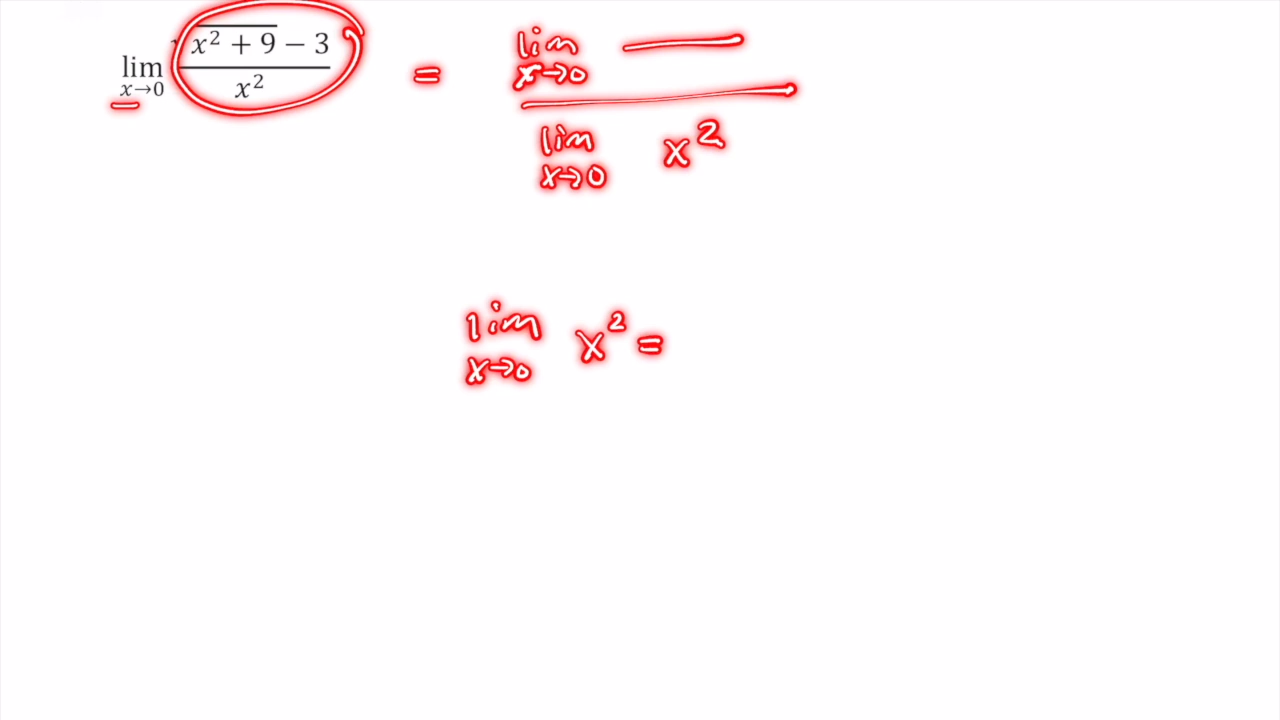 lim x→0 √(x² + 9) − 3 / x² = lim x→0 —— / lim x→0 x²
lim x→0 x² =